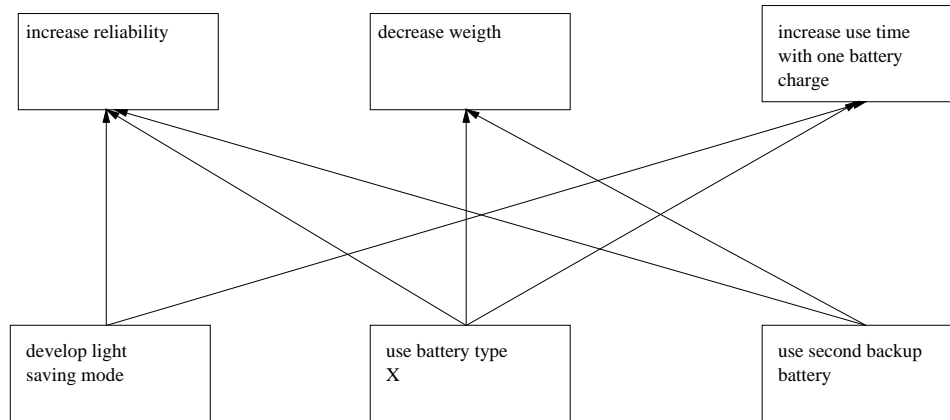 increase reliability
decrease weigth
increase use time
with one battery
charge
develop light
saving mode
use battery type
X
use second backup
battery